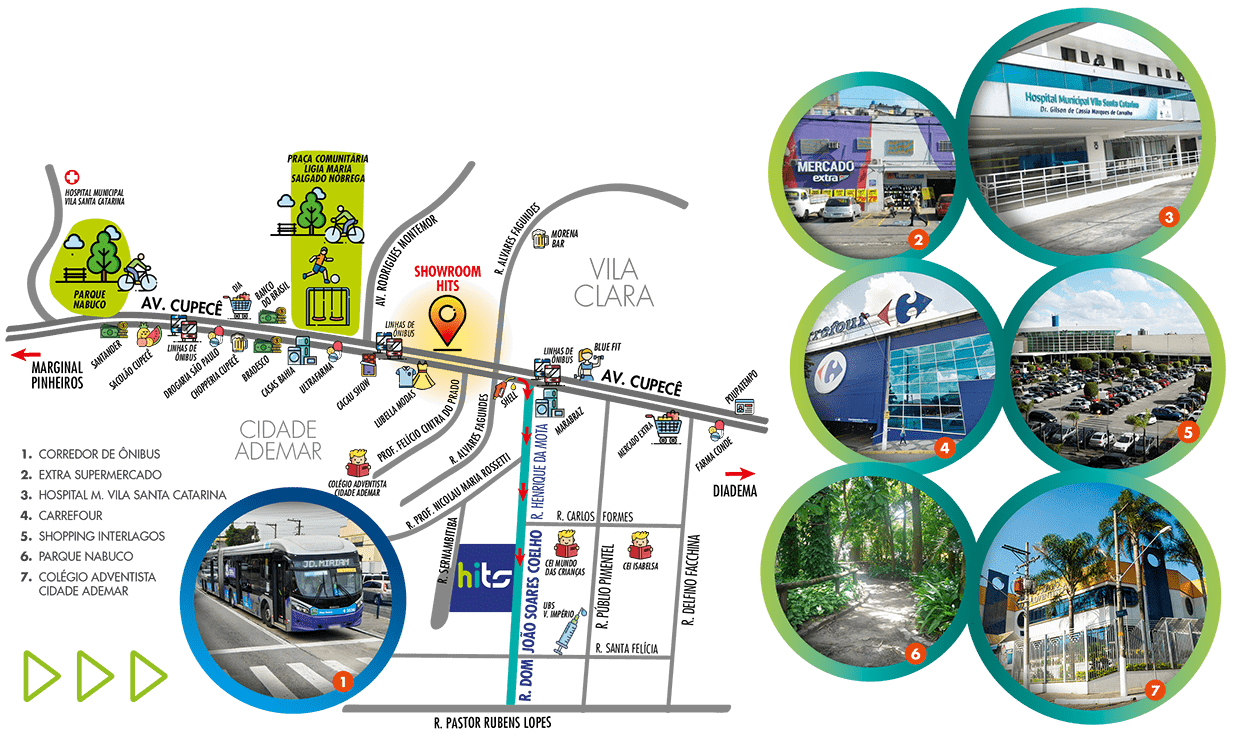 HOSPITAL MUNICIPAL
VILA SANTA CATARINA
PARQUE
NABUCO
PRAÇA COMUNITÁRIA
LIGIA MARIA
SALGADO NÓBREGA
AV. RODRIGUES MONTEMOR
SHOWROOM
HITS
R. ALVARES FAGUNDES
MORENA
BAR
VILA
CLARA
AV. CUPECÊ
DIA
BANCO
DO BRASIL
LINHAS DE
ÔNIBUS
MARGINAL
PINHEIROS
SANTANDER
SACOLÃO CUPECÊ
LINHAS DE
ÔNIBUS
DROGARIA SÃO PAULO
CHOPPERIA CUPECÊ
BRADESCO
CASAS BAHIA
ULTRAFARMA
CACAU SHOW
LUBELLA MODAS
SHELL
LINHAS DE
ÔNIBUS
BLUE FIT
AV. CUPECÊ
MARABRAZ
MERCADO EXTRA
FARMA CONDE
POUPATEMPO
DIADEMA
CIDADE
ADEMAR
PROF. FELÍCIO CINTRA DO PRADO
R. ALVARES FAGUNDES
R. PROF. NICOLAU MARIA ROSSETTI
COLÉGIO ADVENTISTA
CIDADE ADEMAR
R. HENRIQUE DA MOTA
R. CARLOS FORMES
R. SERNAMBITIBA
hits
R. DOM JOÃO SOARES COELHO
CEI MUNDO
DAS CRIANÇAS
CEI ISABELSA
R. PÚBLIO PIMENTEL
R. DELFINO FACCHINA
UBS
V. IMPÉRIO
R. SANTA FELÍCIA
R. PASTOR RUBENS LOPES
1. CORREDOR DE ÔNIBUS
2. EXTRA SUPERMERCADO
3. HOSPITAL M. VILA SANTA CATARINA
4. CARREFOUR
5. SHOPPING INTERLAGOS
6. PARQUE NABUCO
7. COLÉGIO ADVENTISTA
CIDADE ADEMAR
JD. MIRIAM
1
MERCADO
extra
2
Hospital Municipal Vila Santa Catarina
Dr. Gilson de Cassia Marques de Carvalho
3
Carrefour
4
5
6
7